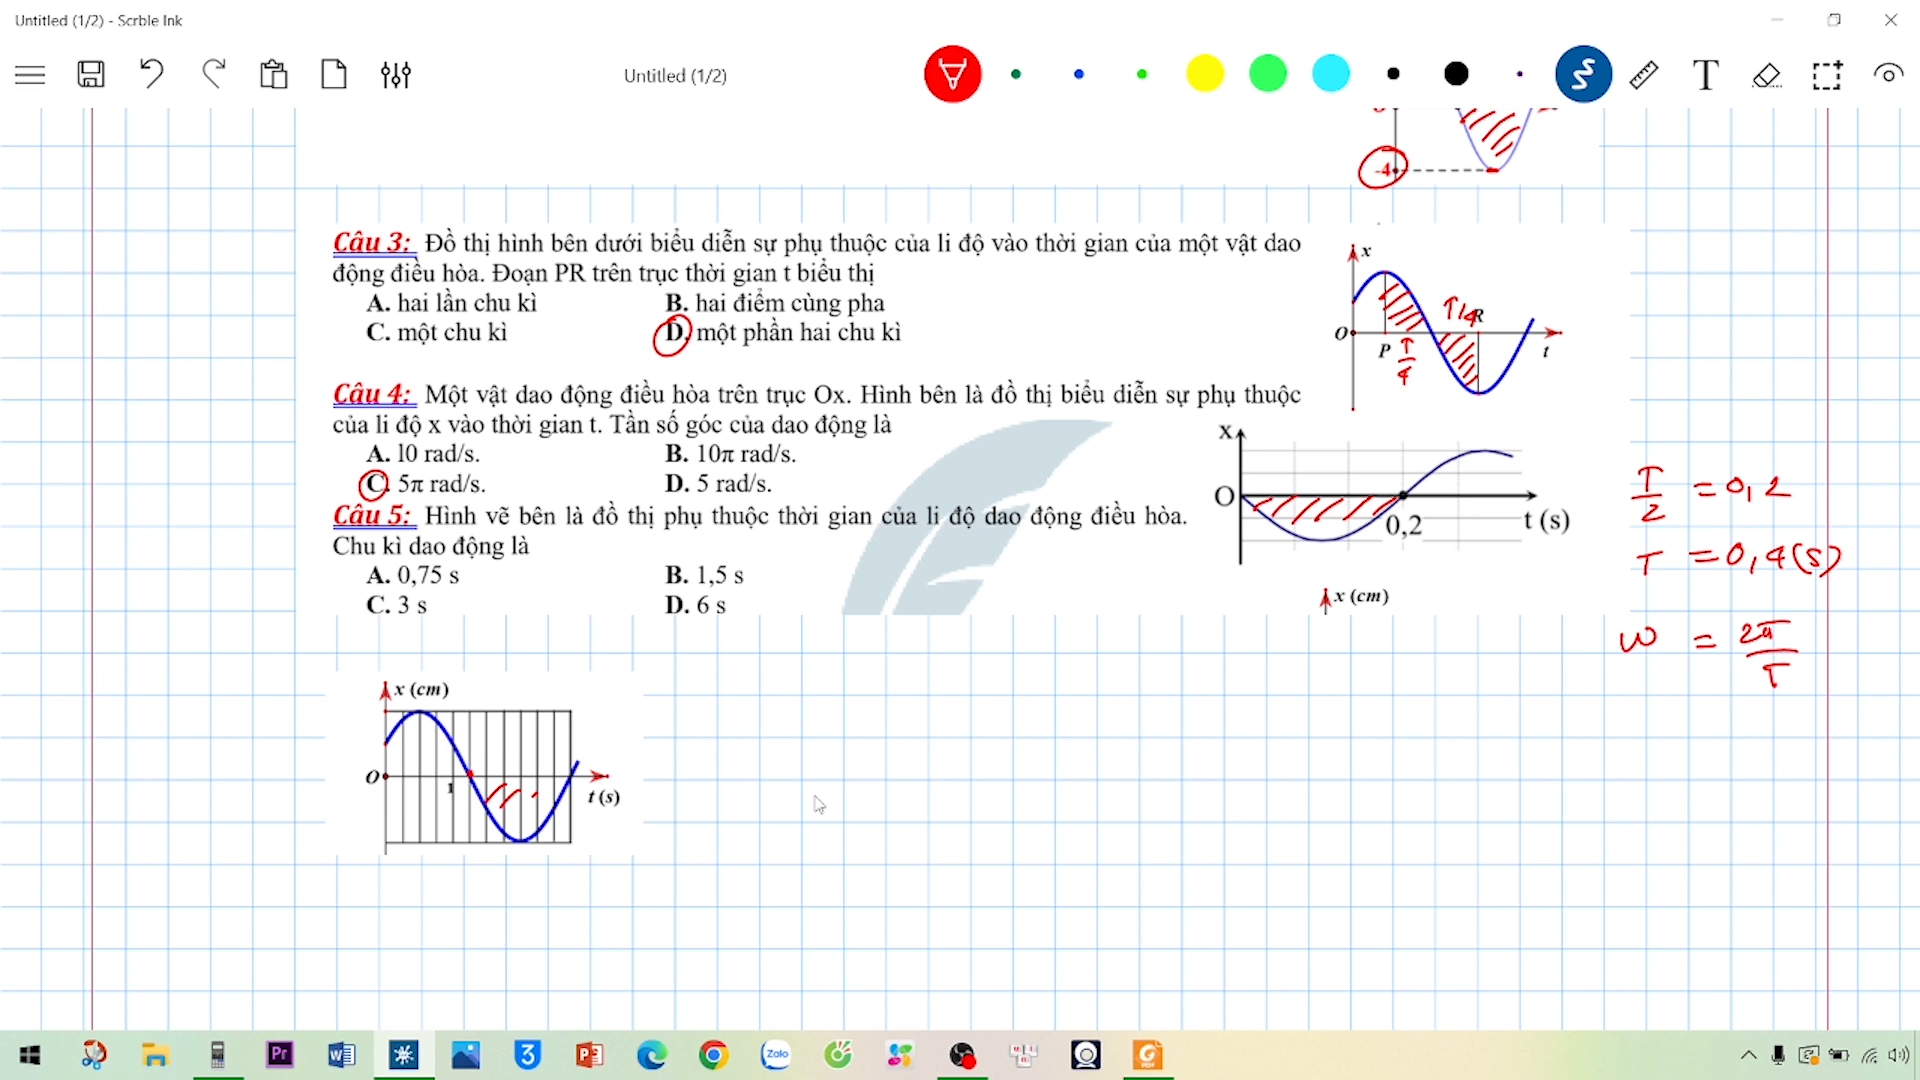 Untitled (1/2) - Scrble Ink
Untitled (1/2)
T
-4
Câu 3: Đồ thị hình bên dưới biểu diễn sự phụ thuộc của li độ vào thời gian của một vật dao
động điều hòa. Đoạn PR trên trục thời gian t biểu thị
A. hai lần chu kì
B. hai điểm cùng pha
C. một chu kì
D. một phần hai chu kì
x
T/4
R
O
P
T/4
t
Câu 4: Một vật dao động điều hòa trên trục Ox. Hình bên là đồ thị biểu diễn sự phụ thuộc
của li độ x vào thời gian t. Tần số góc của dao động là
A. l0 rad/s.
B. 10π rad/s.
C. 5π rad/s.
D. 5 rad/s.
x
O
0,2
t (s)
T/2 = 0,2
T = 0,4 (s)
ω = 2π/T
Câu 5: Hình vẽ bên là đồ thị phụ thuộc thời gian của li độ dao động điều hòa.
Chu kì dao động là
A. 0,75 s
B. 1,5 s
C. 3 s
D. 6 s
x (cm)
x (cm)
O
1
t (s)
Pr
Zalo